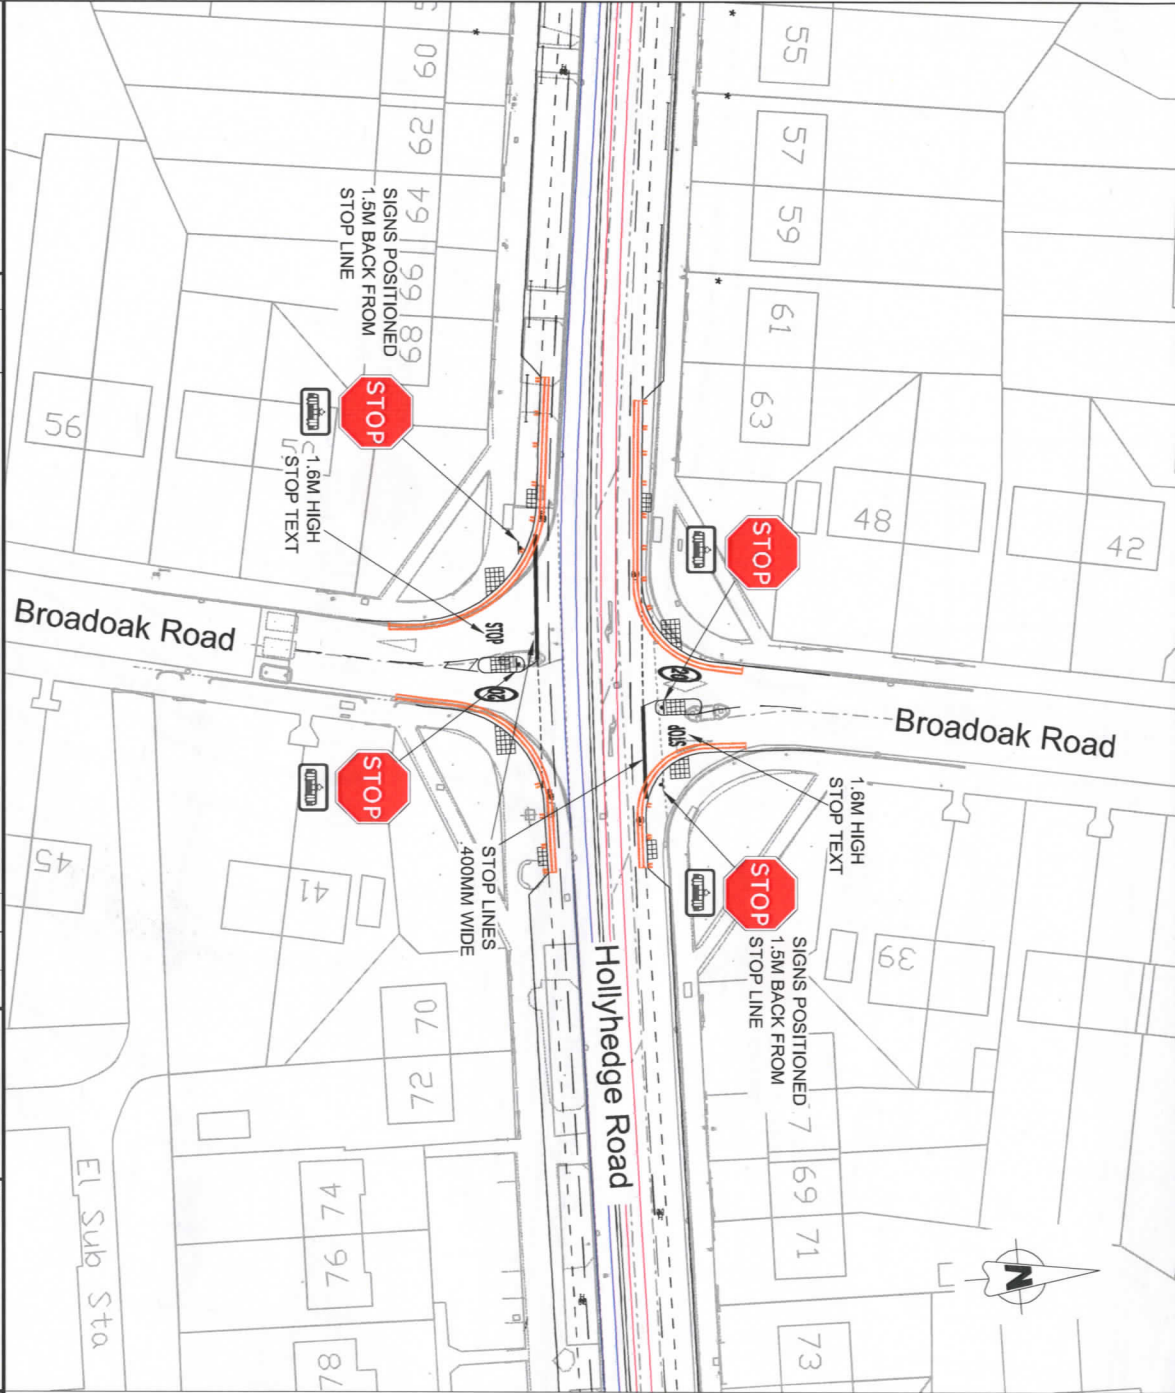 55
57
59
61
63
48
42
60
62
64
66
68
56
SIGNS POSITIONED
1.5M BACK FROM
STOP LINE
STOP
1.6M HIGH
STOP TEXT
STOP
STOP
Broadoak Road
20
20
STOP
STOP
Broadoak Road
1.6M HIGH
STOP TEXT
STOP
SIGNS POSITIONED
1.5M BACK FROM
STOP LINE
STOP LINES
400MM WIDE
Hollyhedge Road
45
41
39
70
72
7
69
71
73
74
76
78
El Sub Sta
N